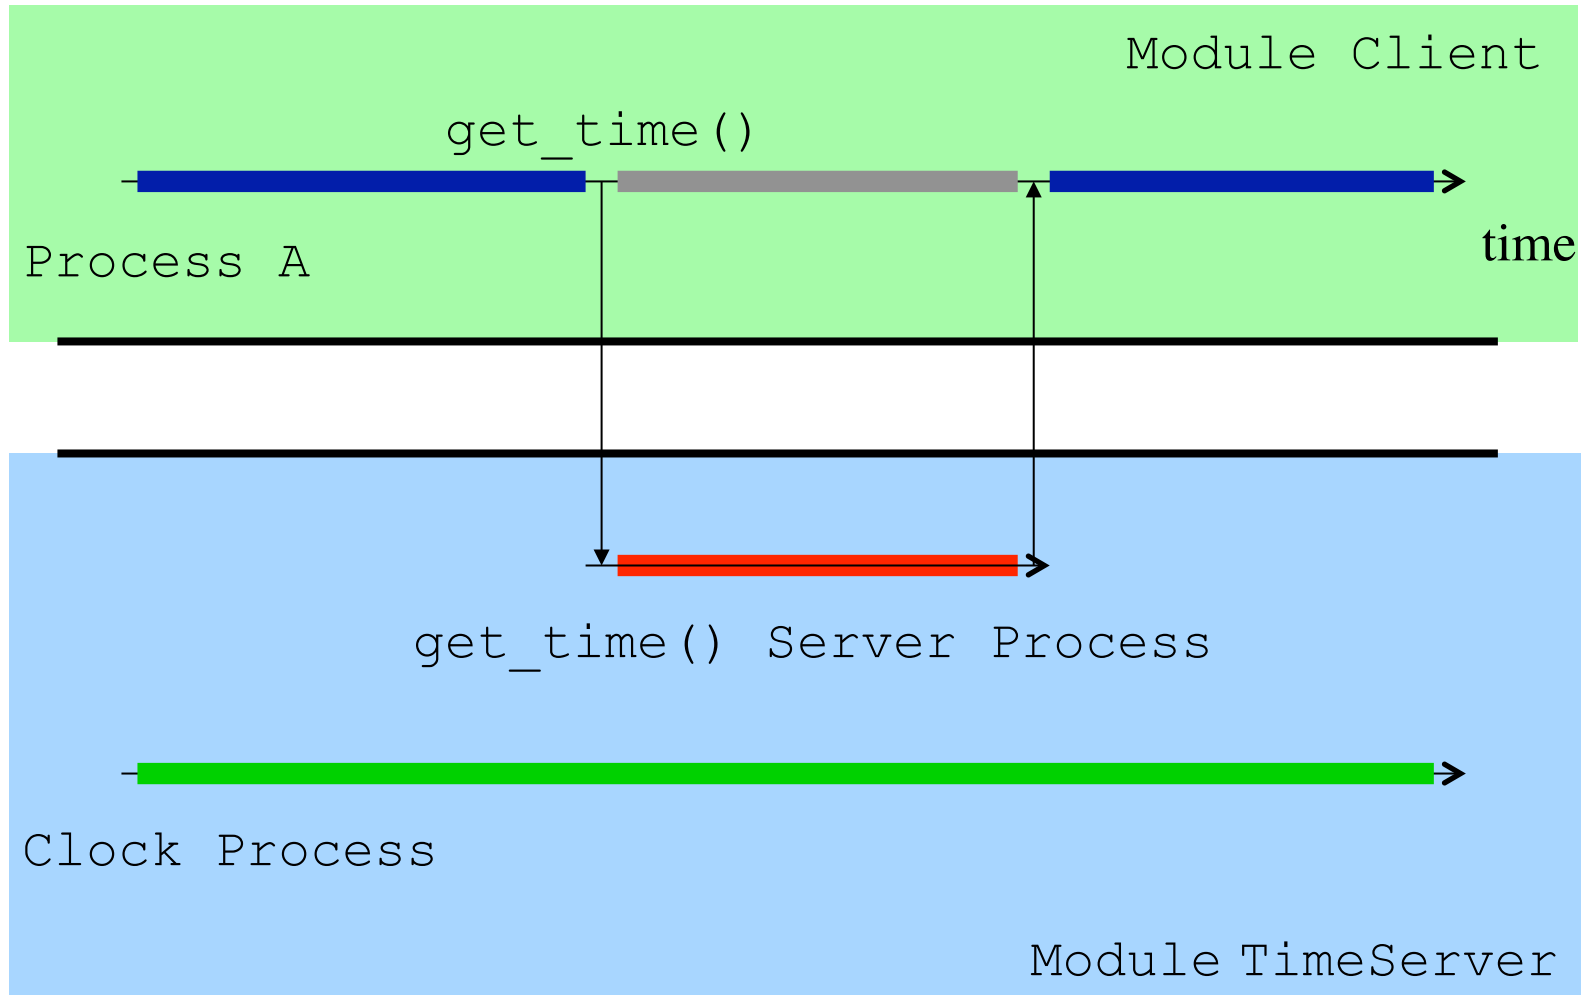 Module Client
get_time()
time
Process A
get_time() Server Process
Clock Process
Module TimeServer